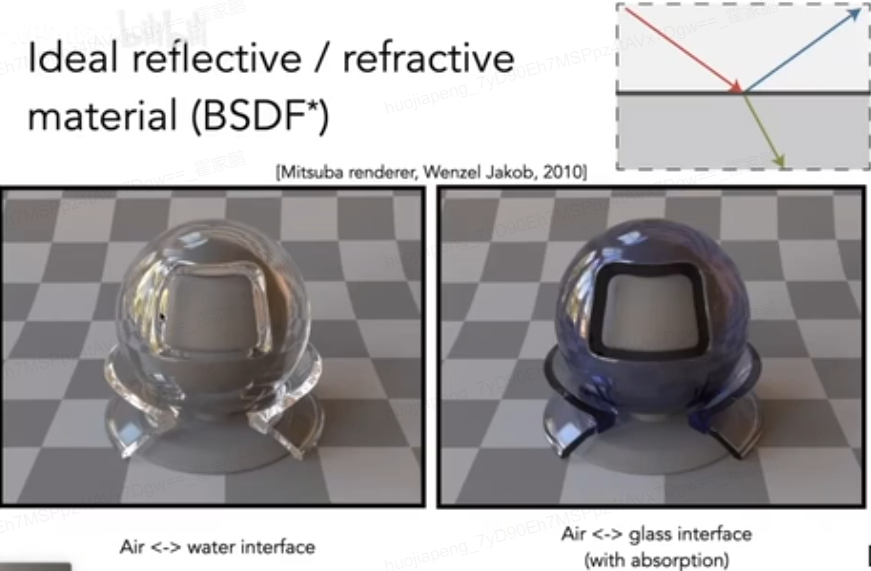 Ideal reflective / refractive
material (BSDF*)
[Mitsuba renderer, Wenzel Jakob, 2010]
Air <-> water interface
Air <-> glass interface
(with absorption)